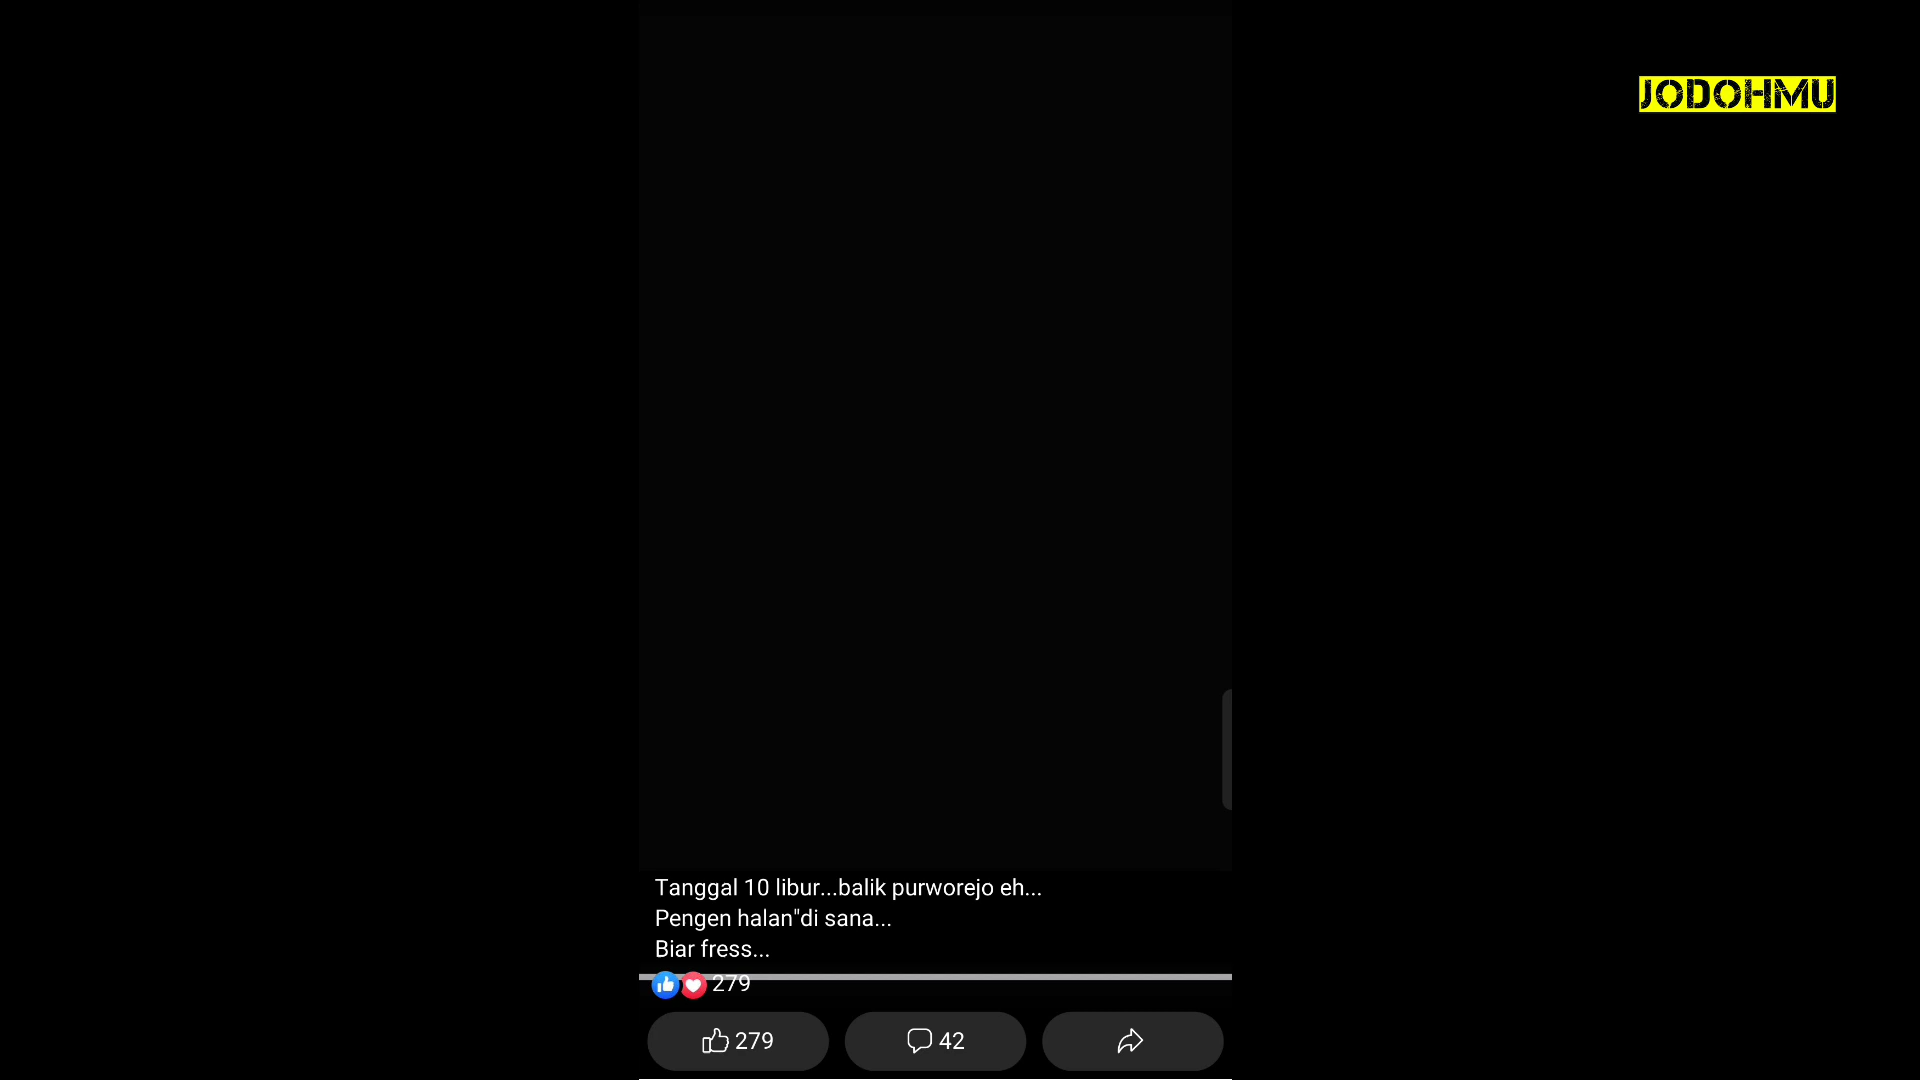 JODOHMU
Tanggal 10 libur...balik purworejo eh...
Pengen halan"di sana...
Biar fress...
279
279
42